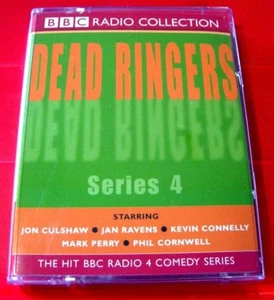 BBC RADIO COLLECTION
DEAD RINGERS
DEAD RINGERS
Series 4
STARRING
JON CULSHAW • JAN RAVENS • KEVIN CONNELLY
MARK PERRY • PHIL CORNWELL
THE HIT BBC RADIO 4 COMEDY SERIES